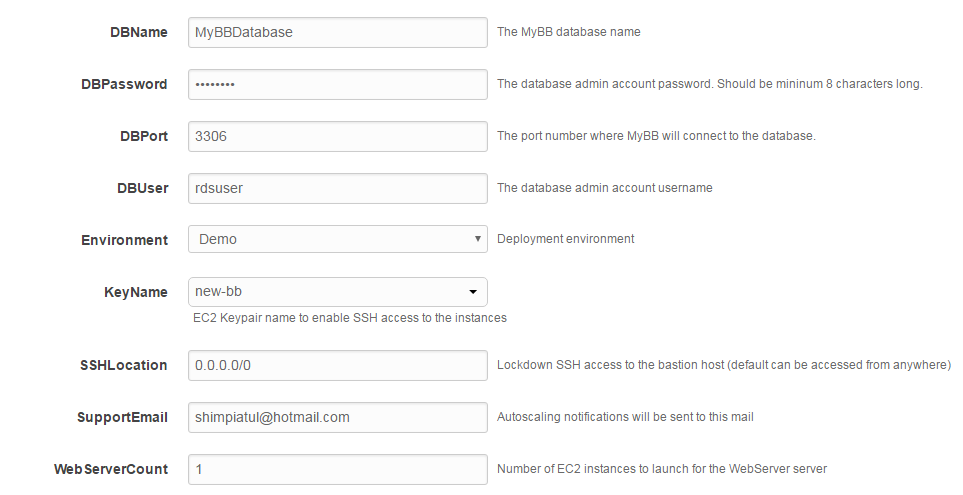 DBName MyBBDatabase The MyBB database name
DBPassword •••••••• The database admin account password. Should be mininum 8 characters long.
DBPort 3306 The port number where MyBB will connect to the database.
DBUser rdsuser The database admin account username
Environment Demo Deployment environment
KeyName new-bb
EC2 Keypair name to enable SSH access to the instances
SSHLocation 0.0.0.0/0 Lockdown SSH access to the bastion host (default can be accessed from anywhere)
SupportEmail shimpiatul@hotmail.com Autoscaling notifications will be sent to this mail
WebServerCount 1 Number of EC2 instances to launch for the WebServer server